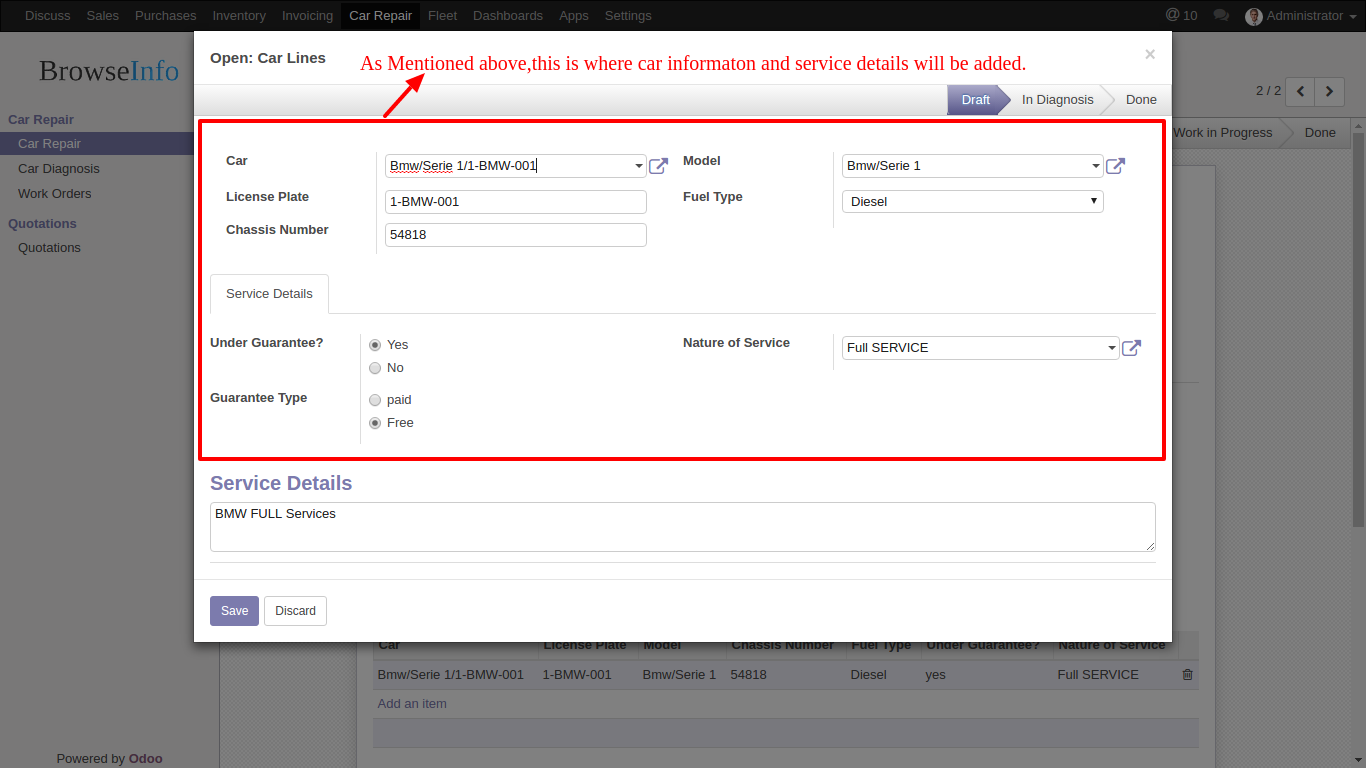 Discuss Sales Purchases Inventory Invoicing Car Repair Fleet Dashboards Apps Settings @ 10 Administrator
BrowseInfo
Car Repair
Car Repair
Car Diagnosis
Work Orders
Quotations
Quotations
Powered by Odoo
2 / 2
Work in Progress Done
Open: Car Lines
×
As Mentioned above,this is where car informaton and service details will be added.
Draft In Diagnosis Done
Car Bmw/Serie 1/1-BMW-001 Model Bmw/Serie 1
License Plate 1-BMW-001 Fuel Type Diesel
Chassis Number 54818
Service Details
Under Guarantee? Yes Nature of Service Full SERVICE
No
Guarantee Type paid
Free
Service Details
BMW FULL Services
Save Discard
Car License Plate Model Chassis Number Fuel Type Under Guarantee? Nature of Service
Bmw/Serie 1/1-BMW-001 1-BMW-001 Bmw/Serie 1 54818 Diesel yes Full SERVICE
Add an item